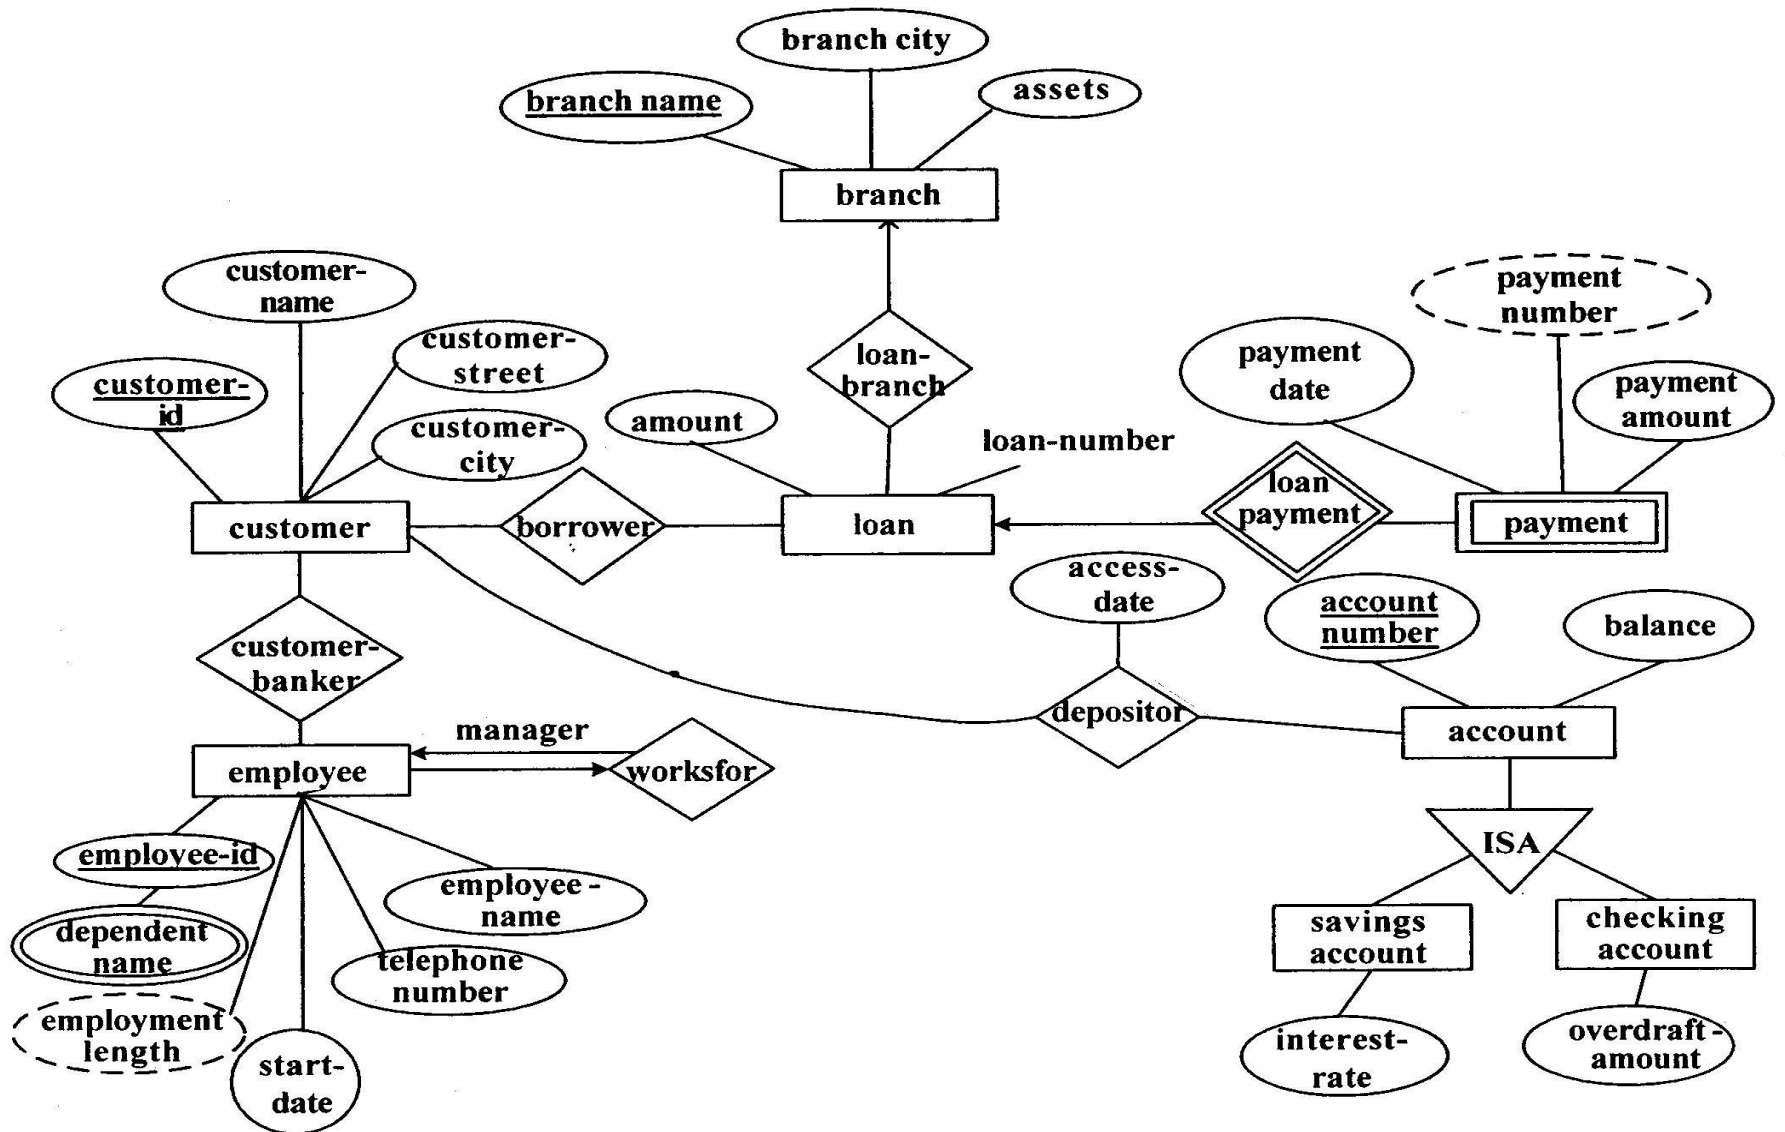 branch city
branch name
assets
branch
customer-
name
payment
number
customer-
street
loan-
branch
payment
date
customer-
id
payment
amount
amount
customer-
city
loan-number
loan
payment
customer
borrower
loan
payment
access-
date
account
number
balance
customer-
banker
depositor
manager
account
employee
worksfor
ISA
employee-id
employee-
name
savings
account
checking
account
dependent
name
telephone
number
employment
length
start-
date
interest-
rate
overdraft-
amount